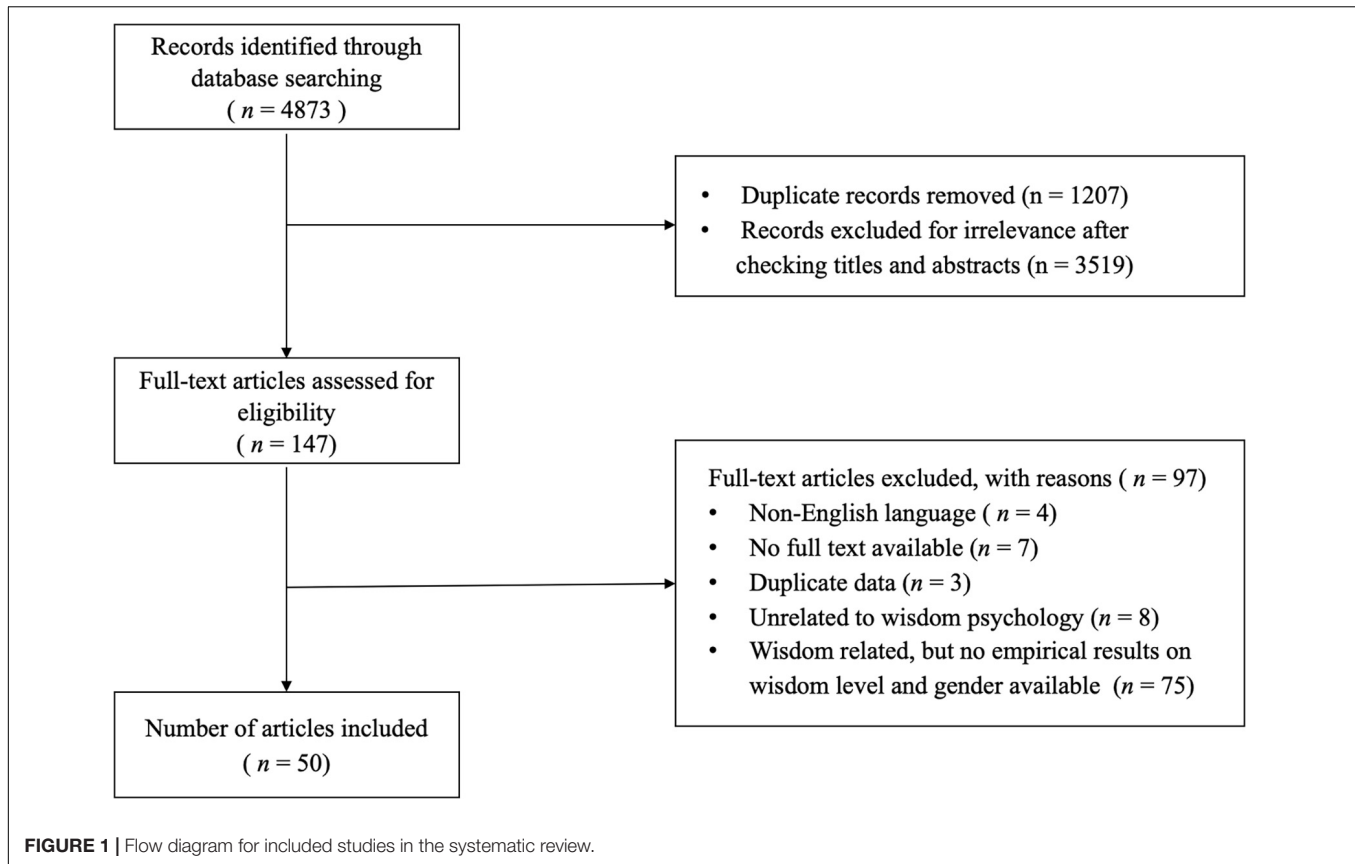 Records identified through
database searching
( n = 4873 )
• Duplicate records removed (n = 1207)
• Records excluded for irrelevance after
checking titles and abstracts (n = 3519)
Full-text articles assessed for
eligibility
( n = 147)
Full-text articles excluded, with reasons ( n = 97)
• Non-English language ( n = 4)
• No full text available (n = 7)
• Duplicate data (n = 3)
• Unrelated to wisdom psychology (n = 8)
• Wisdom related, but no empirical results on
wisdom level and gender available (n = 75)
Number of articles included
( n = 50)
FIGURE 1 | Flow diagram for included studies in the systematic review.